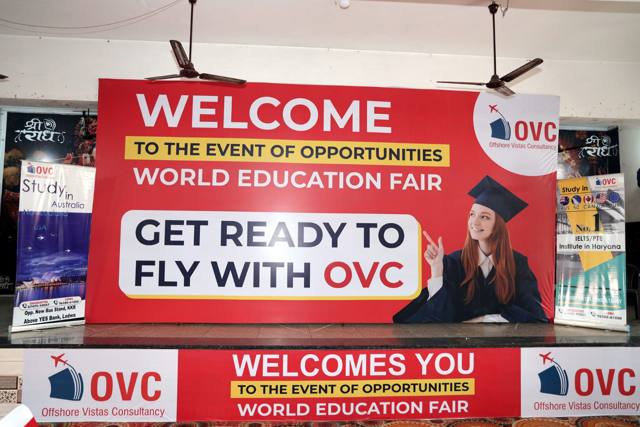 WELCOME
TO THE EVENT OF OPPORTUNITIES
WORLD EDUCATION FAIR
GET READY TO
FLY WITH OVC
OVC
Offshore Vistas Consultancy
श्री
राधे
श्री
राधे
OVC
Study in
Australia
Opp. New Bus Stand, KKR
Above YES Bank, Ladwa
OVC
Study in
No. 1
IELTS/PTE
Institute in Haryana
OVC
Offshore Vistas Consultancy
WELCOMES YOU
TO THE EVENT OF OPPORTUNITIES
WORLD EDUCATION FAIR
OVC
Offshore Vistas Consultancy